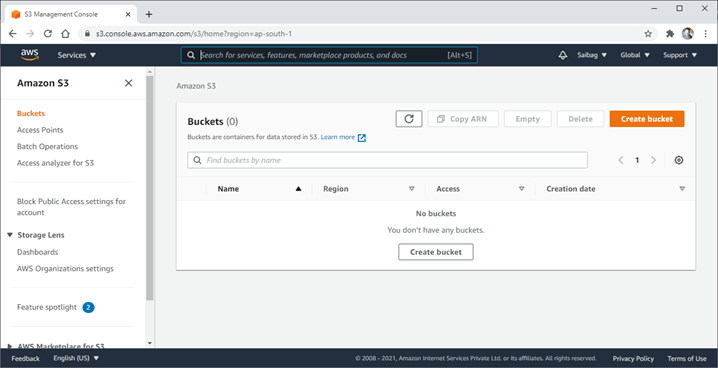 S3 Management Console
s3.console.aws.amazon.com/s3/home?region=ap-south-1
aws
Services
Search for services, features, marketplace products, and docs
[Alt+S]
Saibag
Global
Support
Amazon S3
Buckets
Access Points
Batch Operations
Access analyzer for S3
Block Public Access settings for
account
Storage Lens
Dashboards
AWS Organizations settings
Feature spotlight 2
AWS Marketplace for S3
Amazon S3
Buckets (0)
Copy ARN
Empty
Delete
Create bucket
Buckets are containers for data stored in S3. Learn more
Find buckets by name
1
Name
Region
Access
Creation date
No buckets
You don't have any buckets.
Create bucket
Feedback
English (US)
© 2008 - 2021, Amazon Internet Services Private Ltd. or its affiliates. All rights reserved.
Privacy Policy
Terms of Use